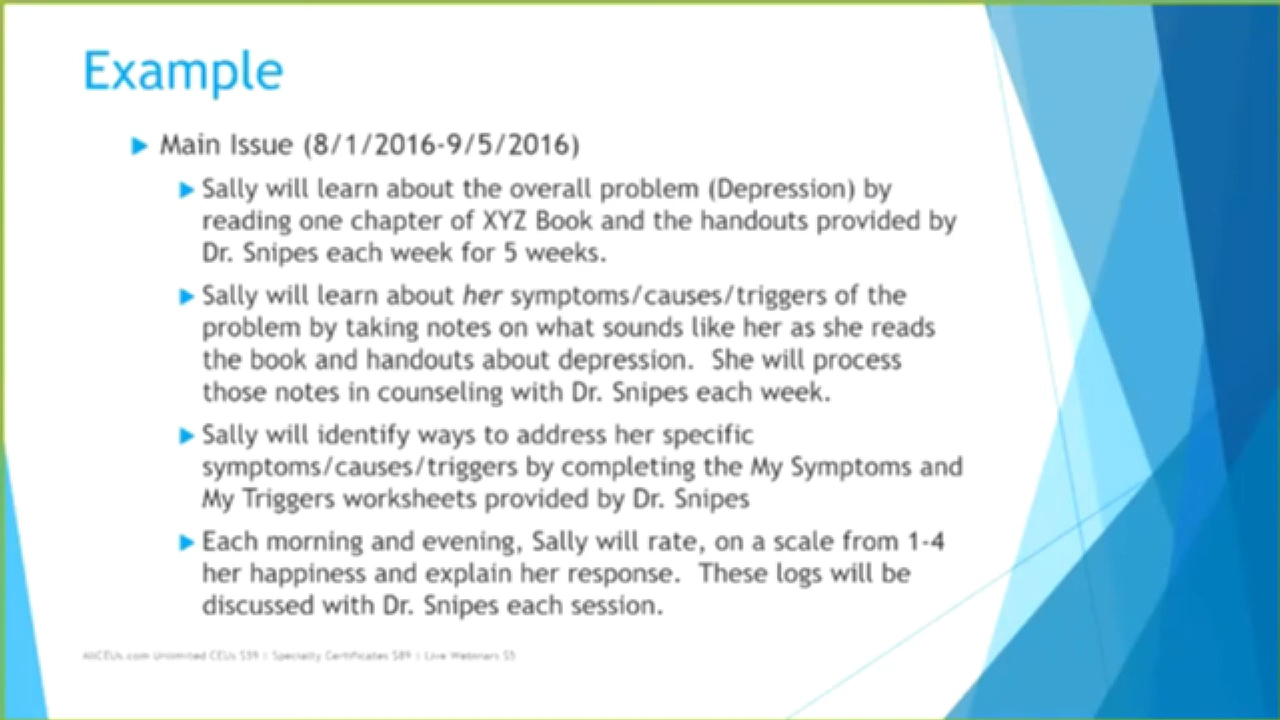 Example
Main Issue (8/1/2016-9/5/2016)
Sally will learn about the overall problem (Depression) by
reading one chapter of XYZ Book and the handouts provided by
Dr. Snipes each week for 5 weeks.
Sally will learn about her symptoms/causes/triggers of the
problem by taking notes on what sounds like her as she reads
the book and handouts about depression.  She will process
those notes in counseling with Dr. Snipes each week.
Sally will identify ways to address her specific
symptoms/causes/triggers by completing the My Symptoms and
My Triggers worksheets provided by Dr. Snipes
Each morning and evening, Sally will rate, on a scale from 1-4
her happiness and explain her response.  These logs will be
discussed with Dr. Snipes each session.
AllCEUs.com Unlimited CEUs $59 | Specialty Certificates $89 | Live Webinars $5